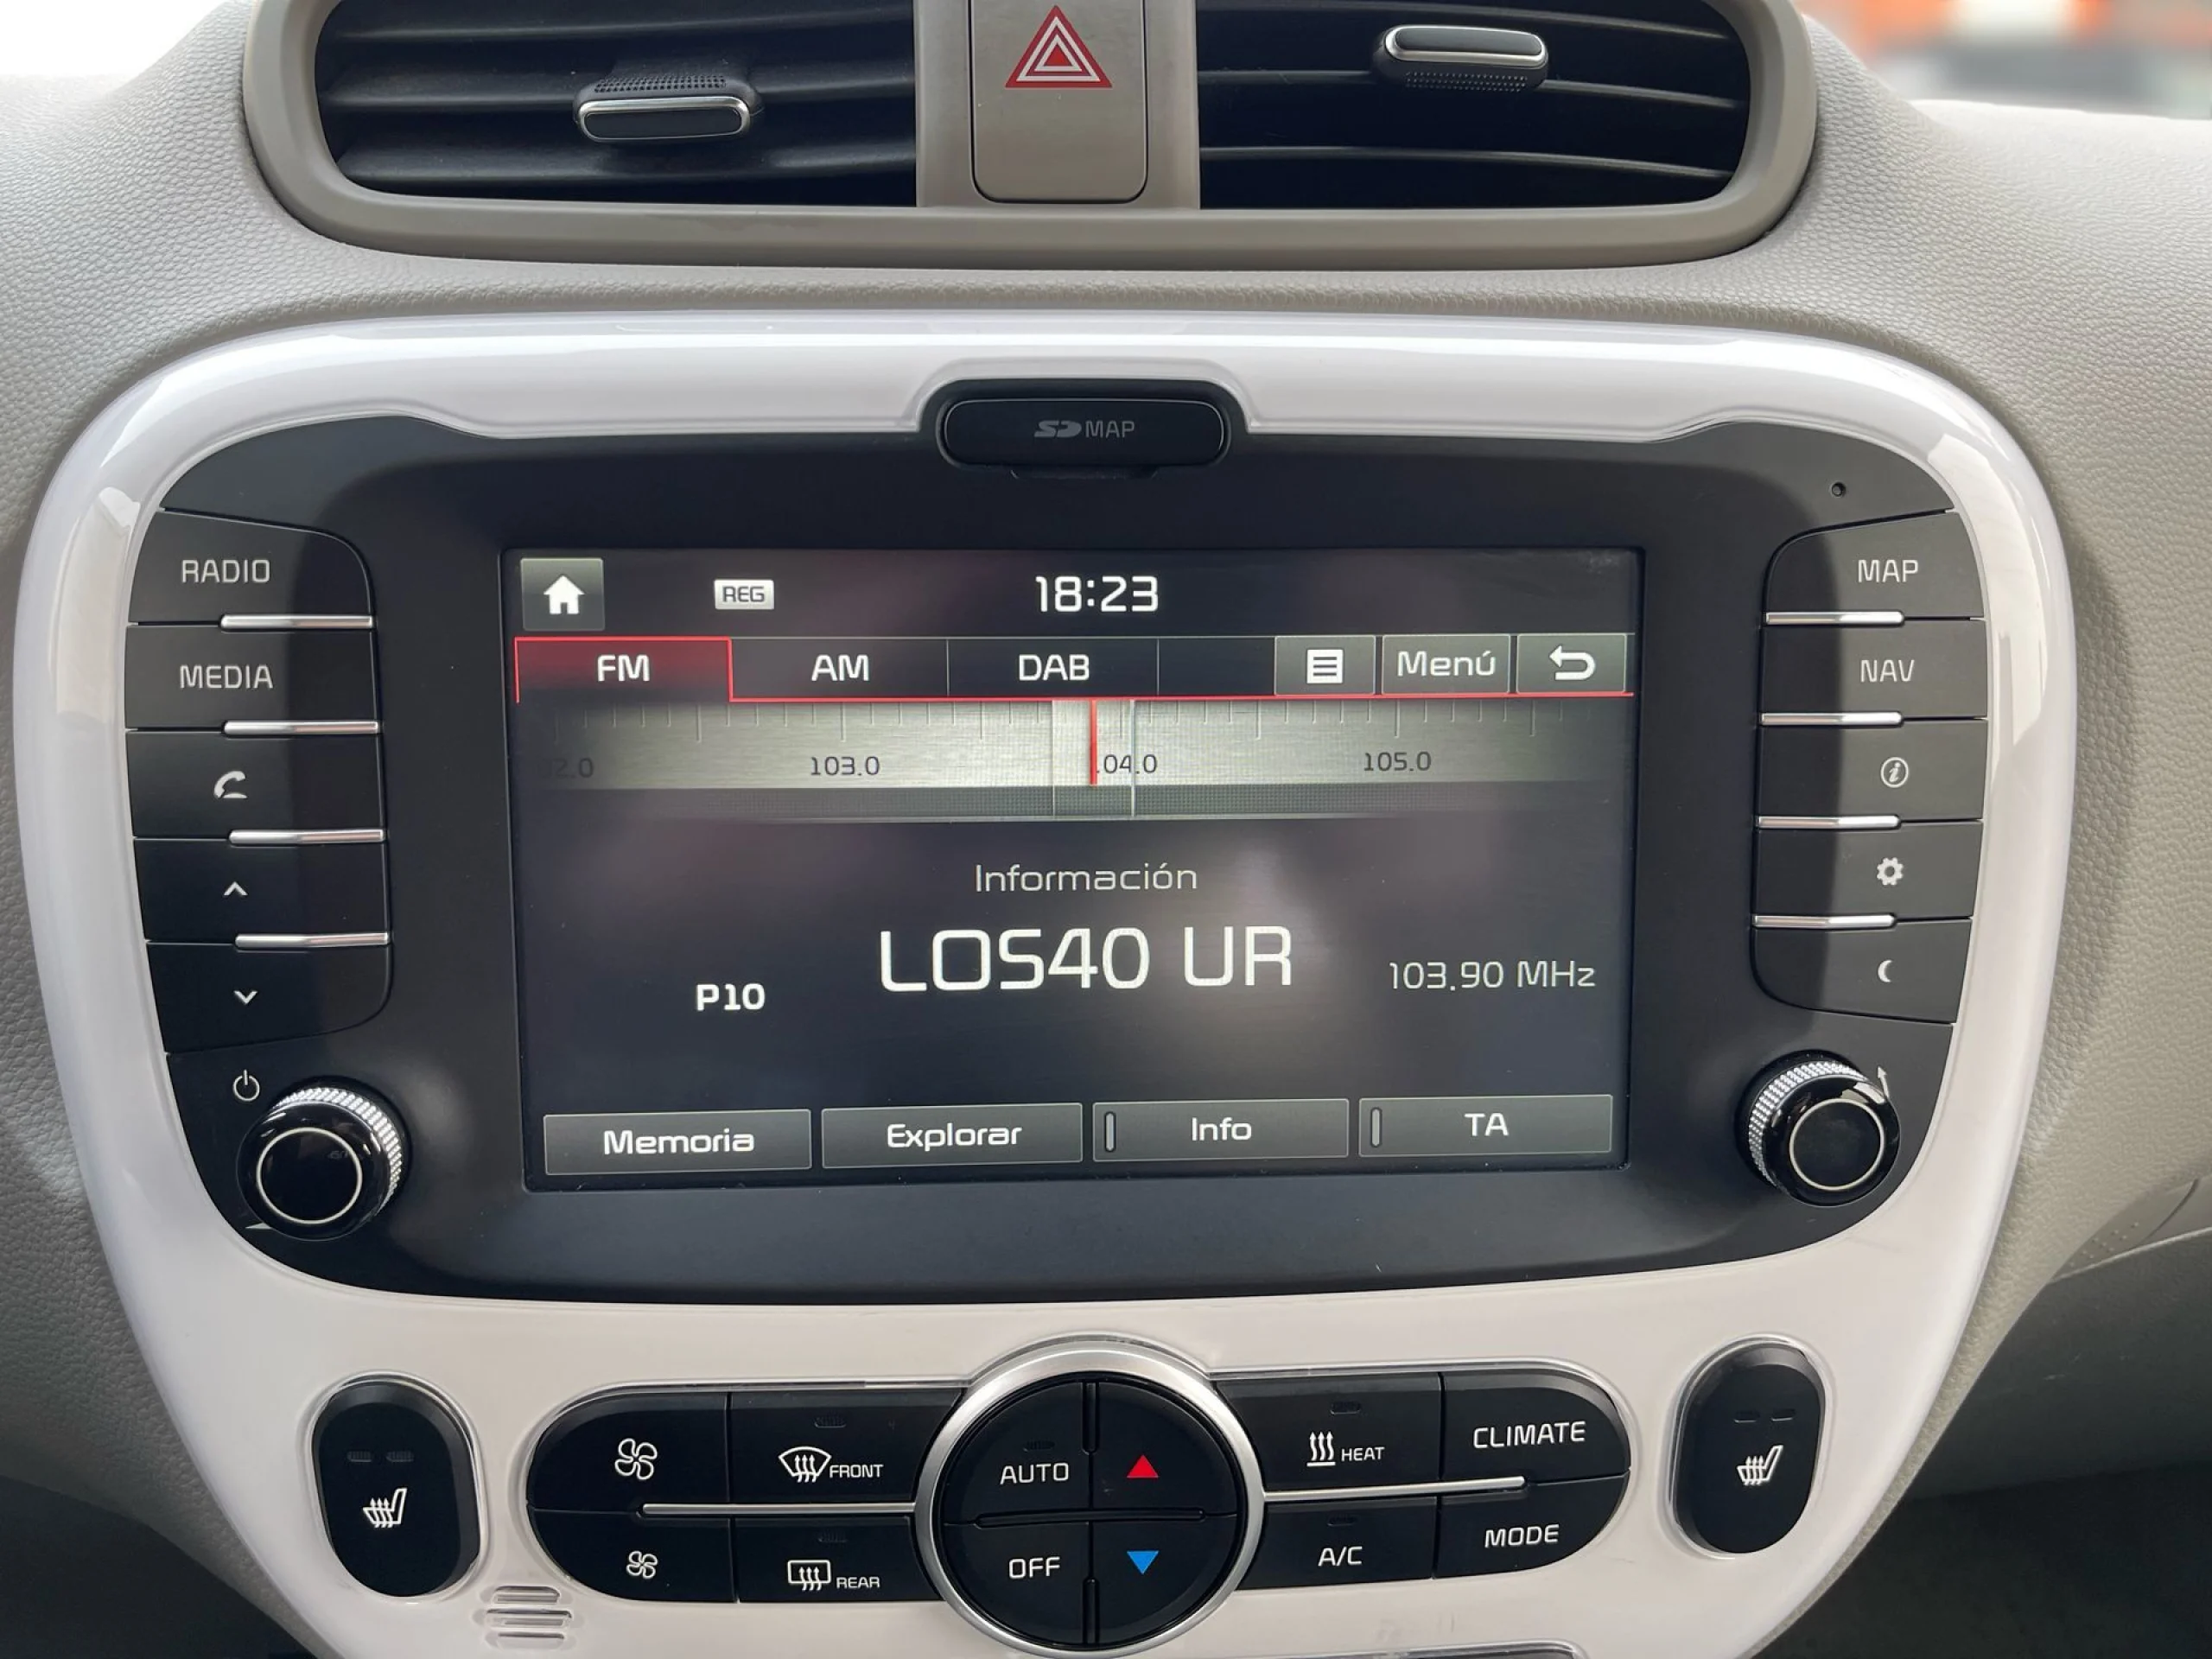 SD MAP
RADIO
MEDIA
MAP
NAV
REG
18:23
FM AM DAB Menú
103.0 105.0
Información
P10 LOS40 UR 103.90 MHz
Memoria Explorar Info TA
FRONT AUTO HEAT CLIMATE
REAR OFF A/C MODE